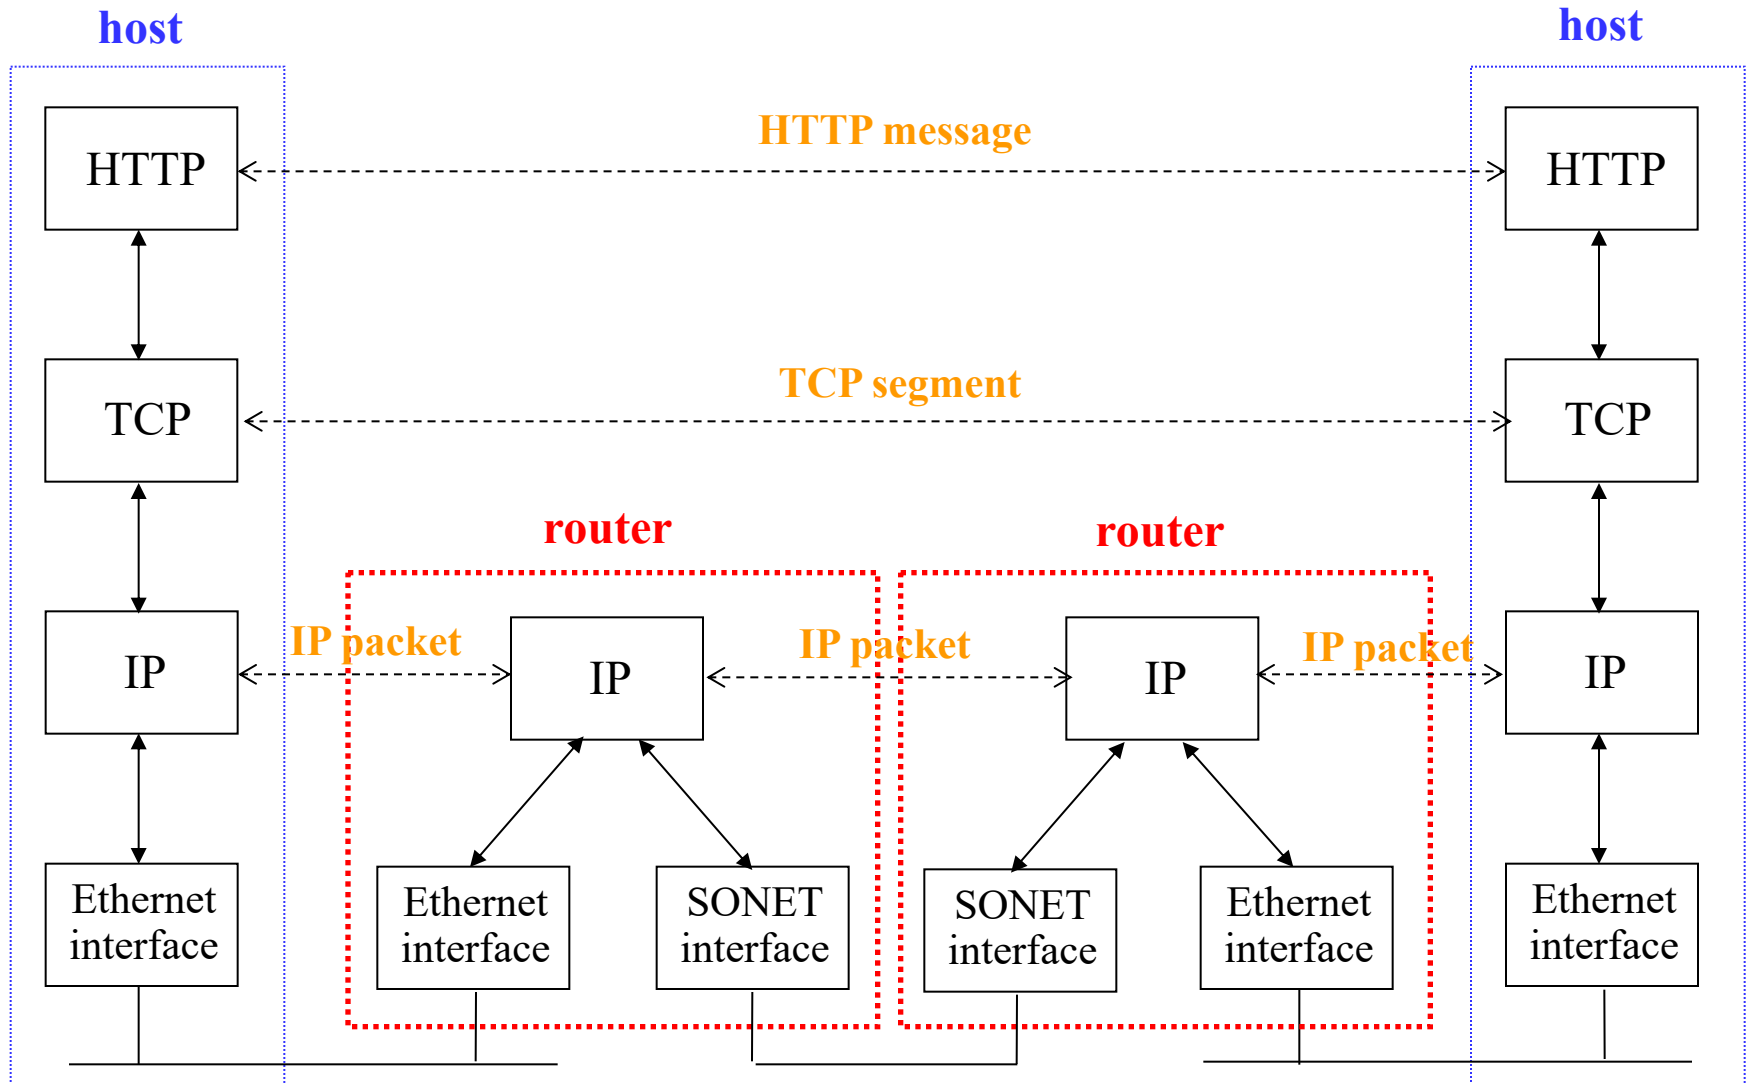 host
host
HTTP
HTTP message
HTTP
TCP
TCP segment
TCP
router
router
IP
IP packet
IP
IP packet
IP
IP packet
IP
Ethernet
interface
Ethernet
interface
SONET
interface
SONET
interface
Ethernet
interface
Ethernet
interface